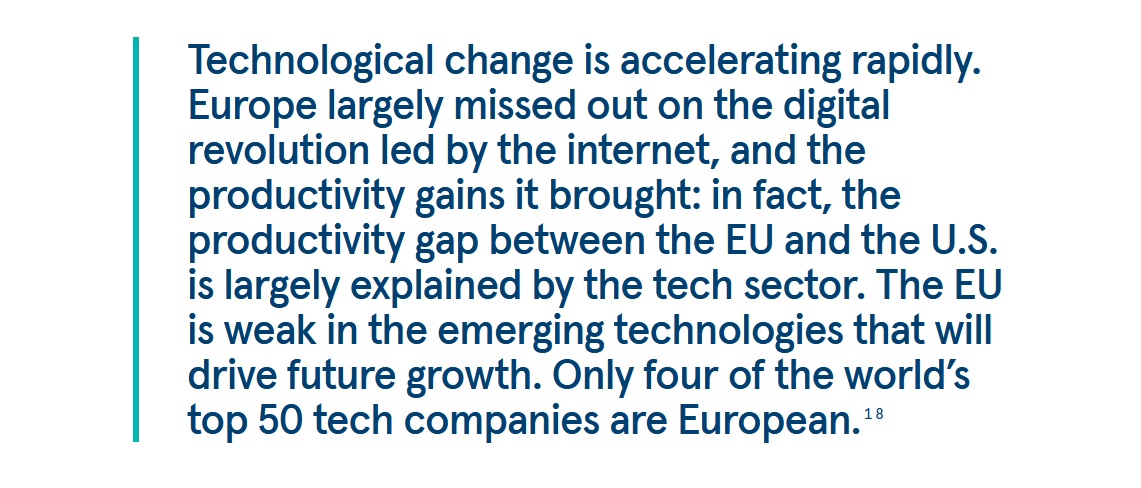 Technological change is accelerating rapidly.
Europe largely missed out on the digital
revolution led by the internet, and the
productivity gains it brought: in fact, the
productivity gap between the EU and the U.S.
is largely explained by the tech sector. The EU
is weak in the emerging technologies that will
drive future growth. Only four of the world’s
top 50 tech companies are European.18